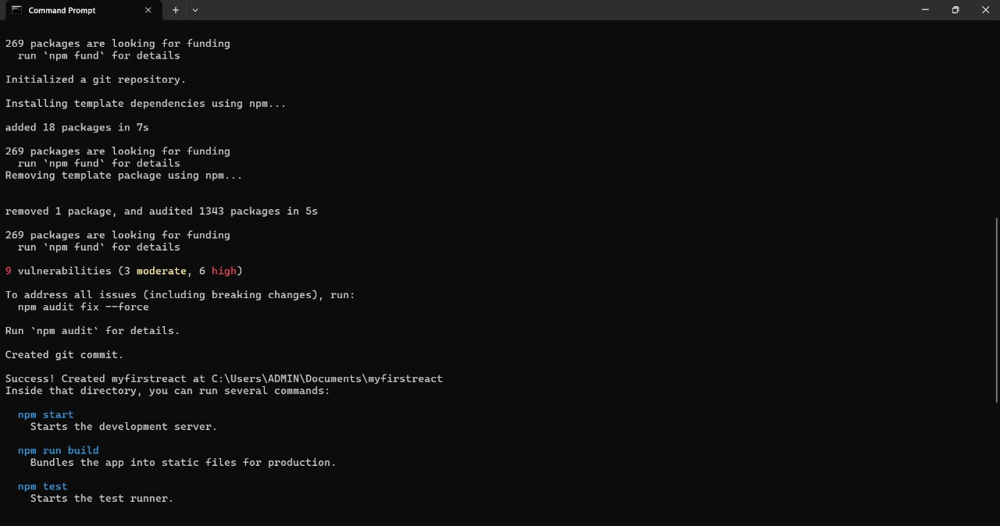 Command Prompt
269 packages are looking for funding
  run `npm fund` for details
Initialized a git repository.
Installing template dependencies using npm...
added 18 packages in 7s
269 packages are looking for funding
  run `npm fund` for details
Removing template package using npm...
removed 1 package, and audited 1343 packages in 5s
269 packages are looking for funding
  run `npm fund` for details
9 vulnerabilities (3 moderate, 6 high)
To address all issues (including breaking changes), run:
  npm audit fix --force
Run `npm audit` for details.
Created git commit.
Success! Created myfirstreact at C:\Users\ADMIN\Documents\myfirstreact
Inside that directory, you can run several commands:
  npm start
    Starts the development server.
  npm run build
    Bundles the app into static files for production.
  npm test
    Starts the test runner.